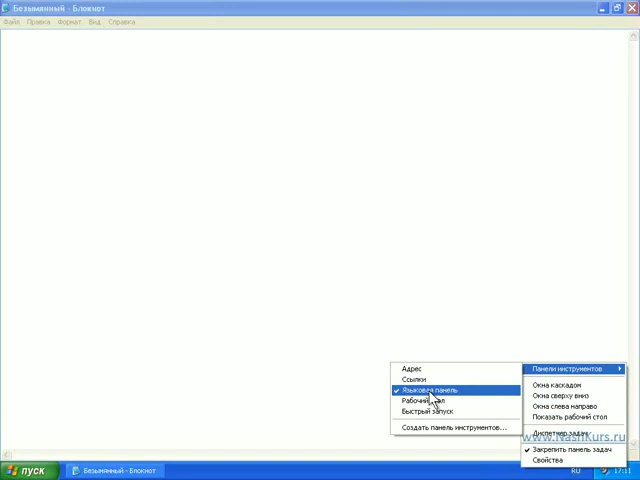 Безымянный - Блокнот
Файл Правка Формат Вид Справка
Адрес
Ссылки
Языковая панель
Рабочий стол
Быстрый запуск
Создать панель инструментов...
Панели инструментов
Окна каскадом
Окна сверху вниз
Окна слева направо
Показать рабочий стол
Диспетчер задач
www.NashKurs.ru
Закрепить панель задач
Свойства
пуск
Безымянный - Блокнот
RU
17:11